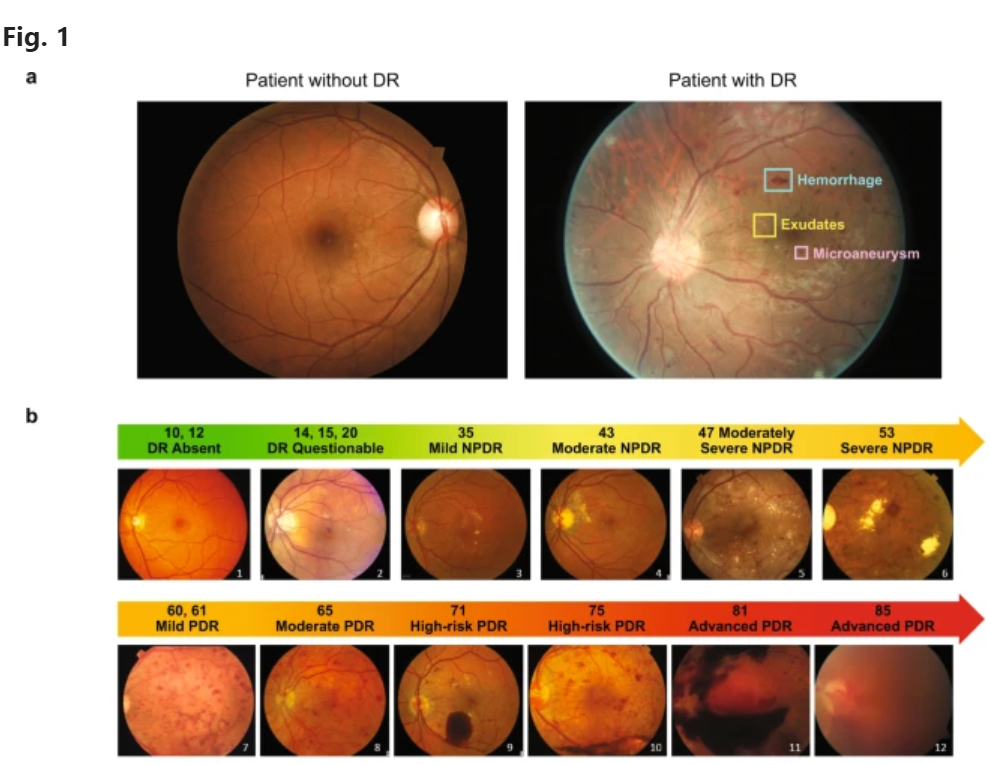 Fig. 1
a
Patient without DR
Patient with DR
Hemorrhage
Exudates
Microaneurysm
b
10, 12
DR Absent
14, 15, 20
DR Questionable
35
Mild NPDR
43
Moderate NPDR
47 Moderately
Severe NPDR
53
Severe NPDR
1
2
3
4
5
6
60, 61
Mild PDR
65
Moderate PDR
71
High-risk PDR
75
High-risk PDR
81
Advanced PDR
85
Advanced PDR
7
8
9
10
11
12